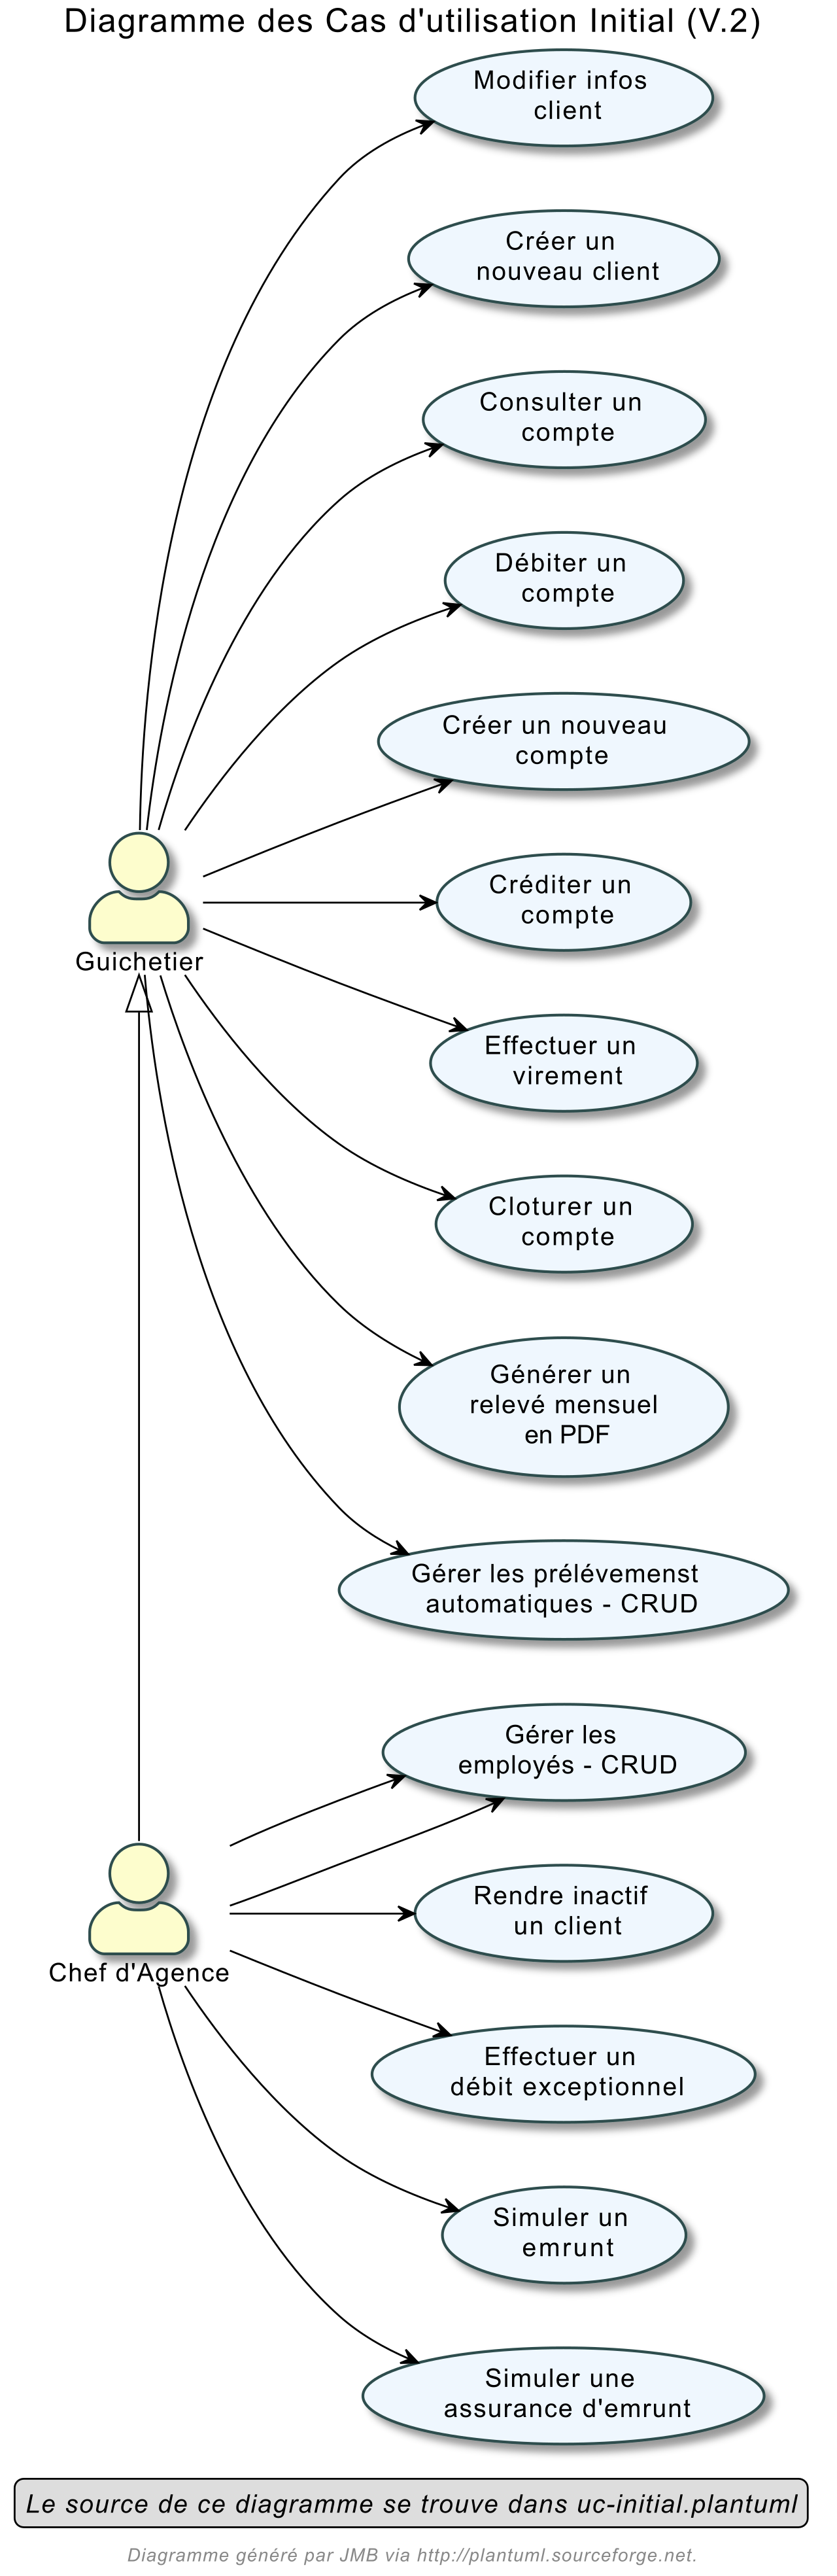 Diagramme des Cas d'utilisation Initial (V.2)
Modifier infos
client
Créer un
nouveau client
Consulter un
compte
Débiter un
compte
Créer un nouveau
compte
Créditer un
compte
Guichetier
Effectuer un
virement
Cloturer un
compte
Générer un
relevé mensuel
en PDF
Gérer les prélévemenst
automatiques - CRUD
Gérer les
employés - CRUD
Rendre inactif
un client
Chef d'Agence
Effectuer un
débit exceptionnel
Simuler un
emrunt
Simuler une
assurance d'emrunt
Le source de ce diagramme se trouve dans uc-initial.plantuml
Diagramme généré par JMB via http://plantuml.sourceforge.net.